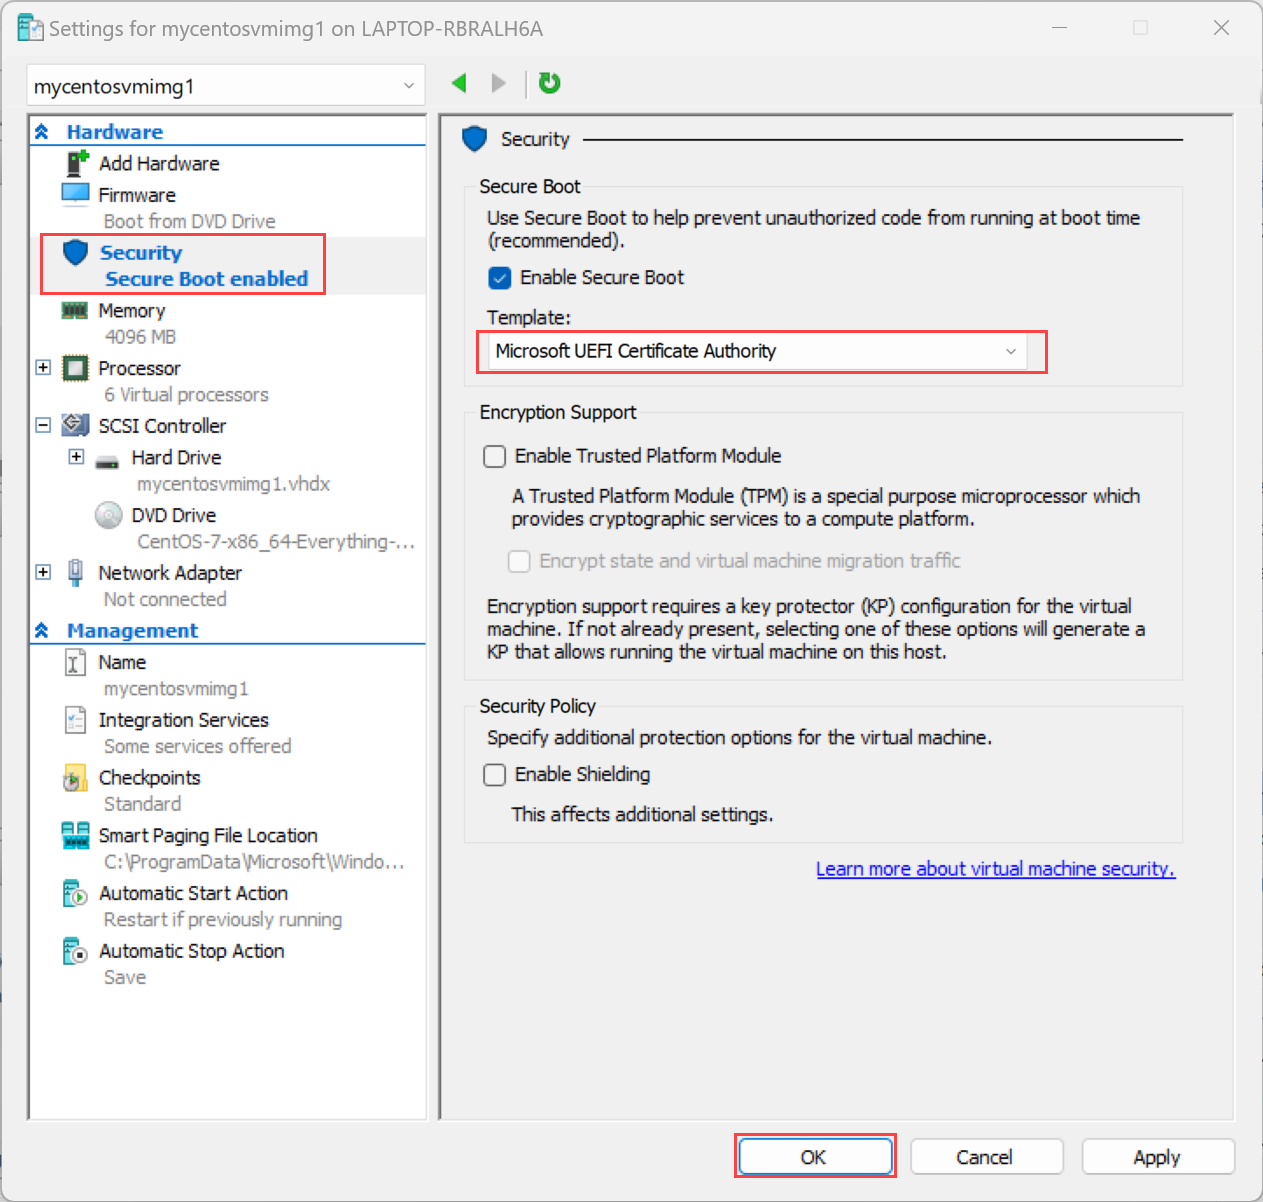 Settings for mycentosvmimg1 on LAPTOP-RBRALH6A
mycentosvmimg1
Hardware
Add Hardware
Firmware
Boot from DVD Drive
Security
Secure Boot enabled
Memory
4096 MB
Processor
6 Virtual processors
SCSI Controller
Hard Drive
mycentosvmimg1.vhdx
DVD Drive
CentOS-7-x86_64-Everything-...
Network Adapter
Not connected
Management
Name
mycentosvmimg1
Integration Services
Some services offered
Checkpoints
Standard
Smart Paging File Location
C:\ProgramData\Microsoft\Windo...
Automatic Start Action
Restart if previously running
Automatic Stop Action
Save
Security
Secure Boot
Use Secure Boot to help prevent unauthorized code from running at boot time
(recommended).
Enable Secure Boot
Template:
Microsoft UEFI Certificate Authority
Encryption Support
Enable Trusted Platform Module
A Trusted Platform Module (TPM) is a special purpose microprocessor which
provides cryptographic services to a compute platform.
Encrypt state and virtual machine migration traffic
Encryption support requires a key protector (KP) configuration for the virtual
machine. If not already present, selecting one of these options will generate a
KP that allows running the virtual machine on this host.
Security Policy
Specify additional protection options for the virtual machine.
Enable Shielding
This affects additional settings.
Learn more about virtual machine security.
OK
Cancel
Apply